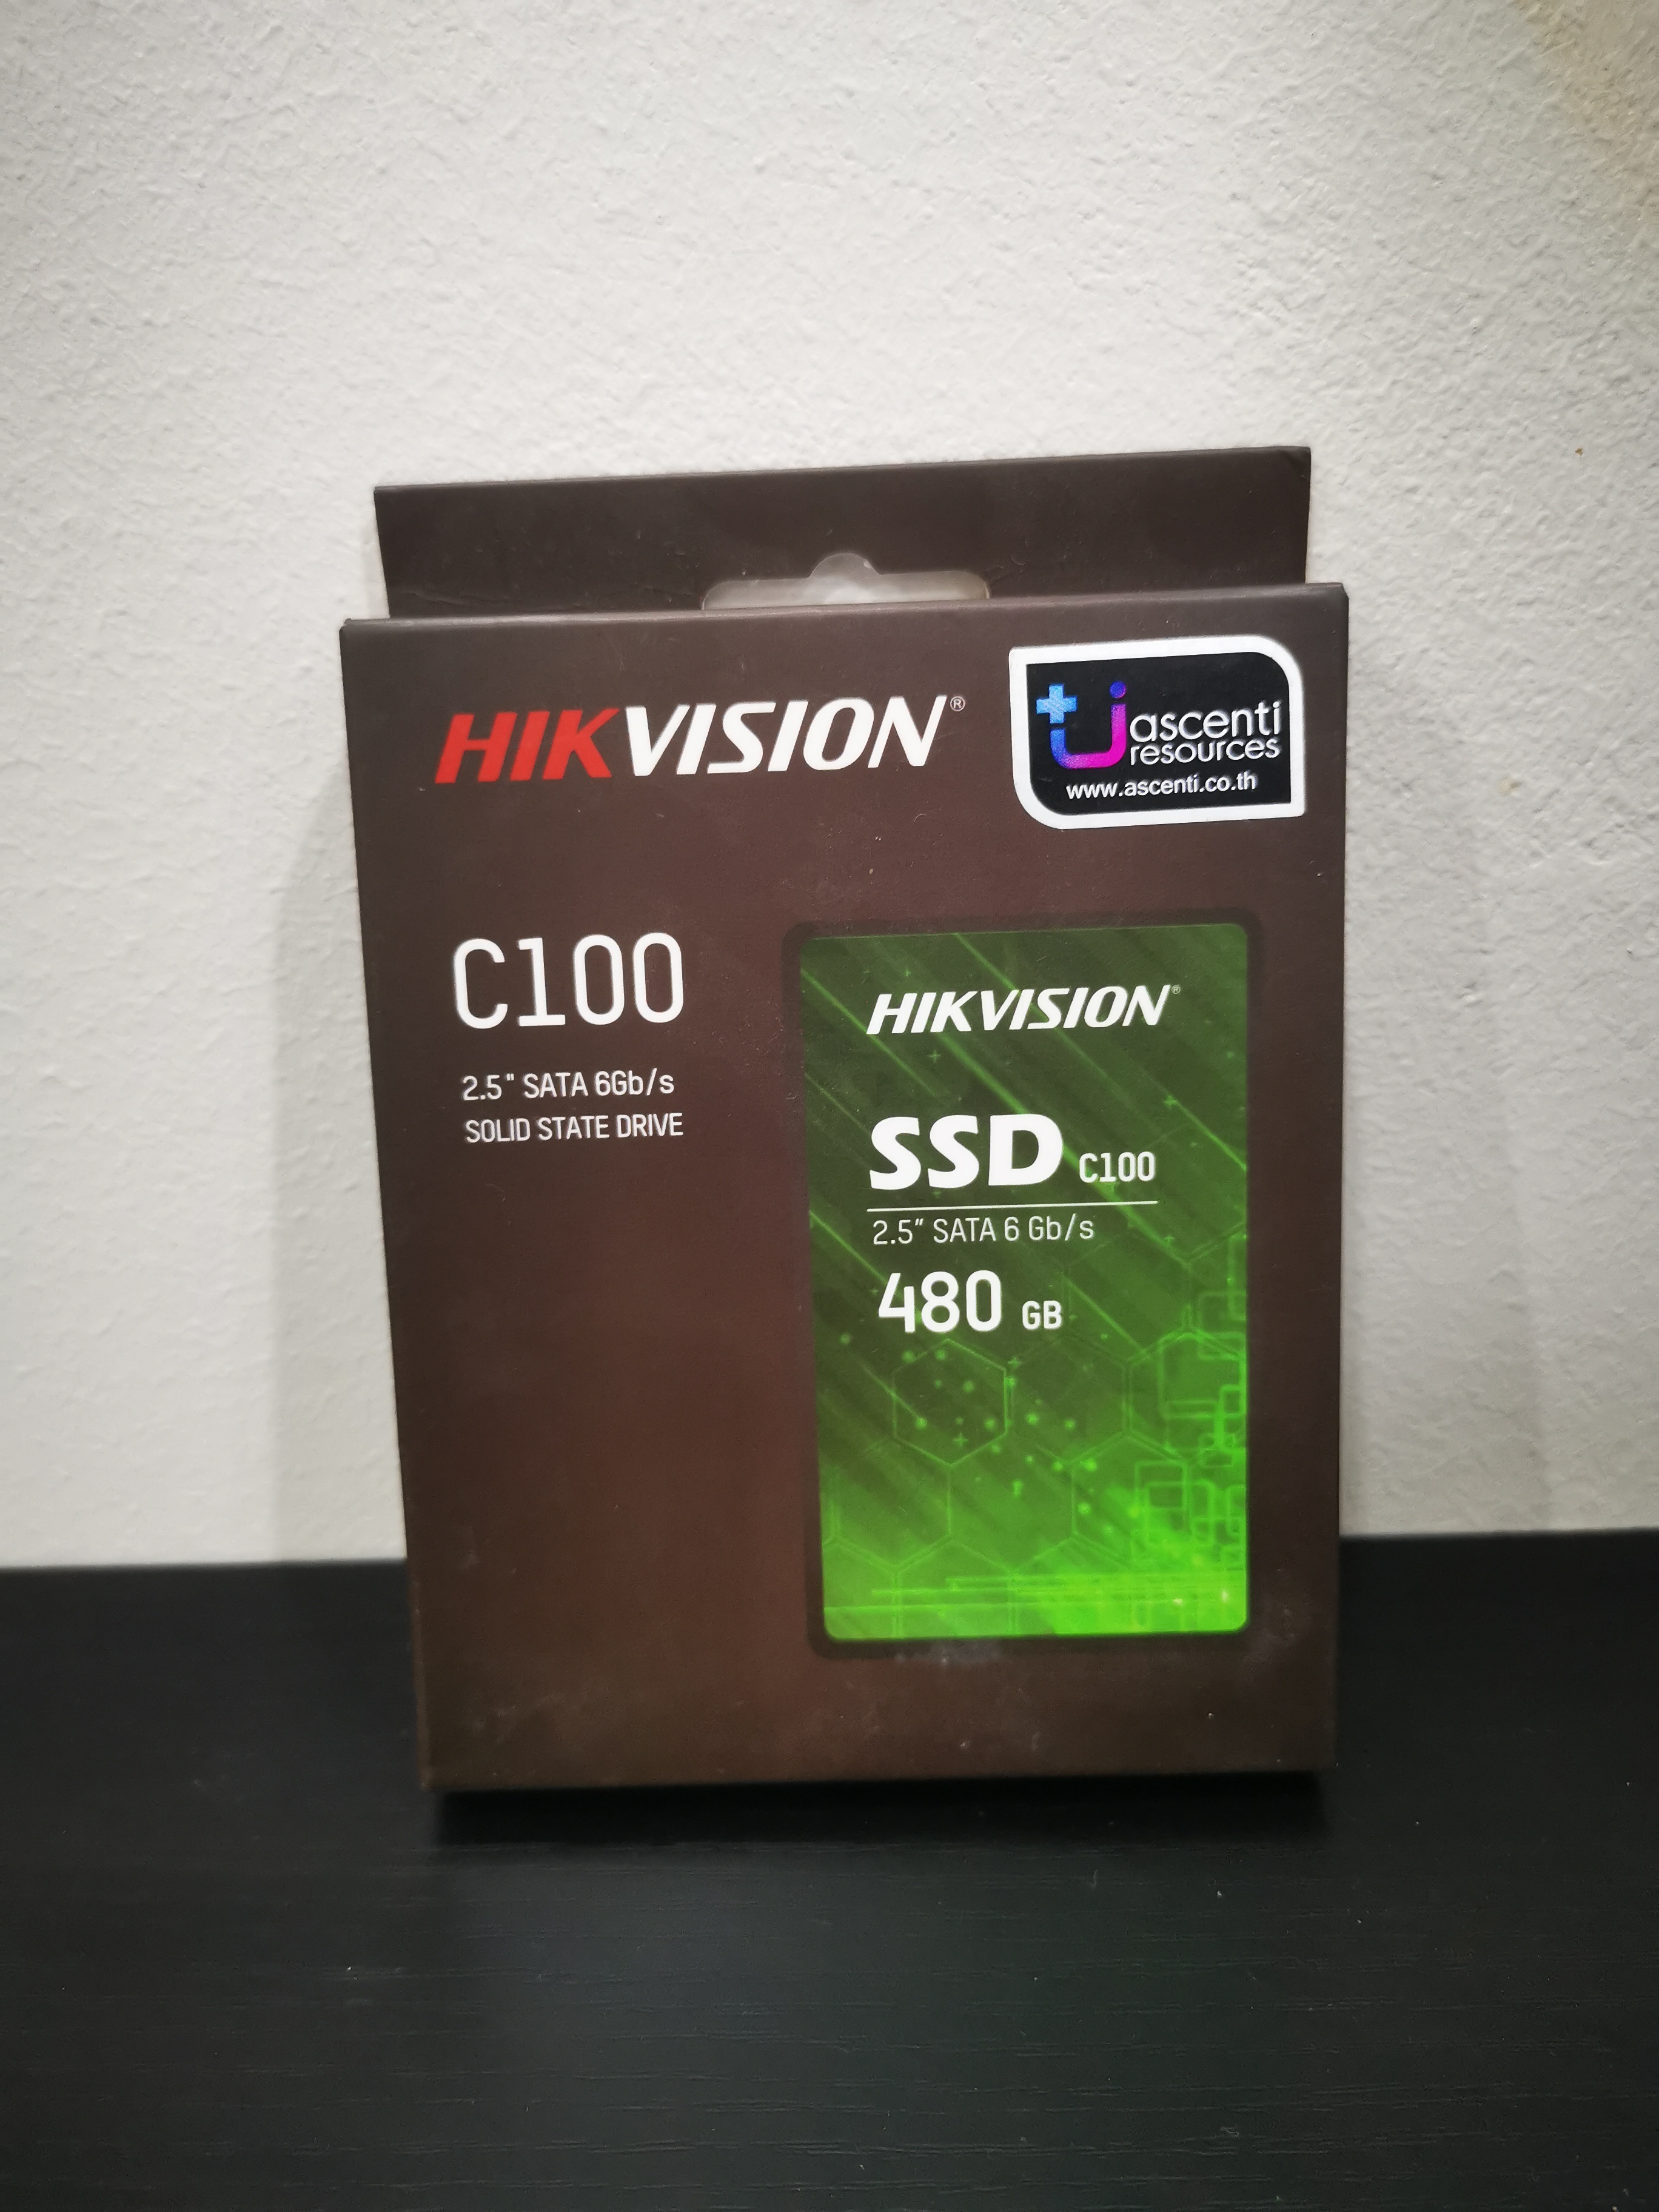 HIKVISION®
ascenti
resources
www.ascenti.co.th
C100
2.5" SATA 6Gb/s
SOLID STATE DRIVE
HIKVISION®
SSD C100
2.5" SATA 6 Gb/s
480 GB